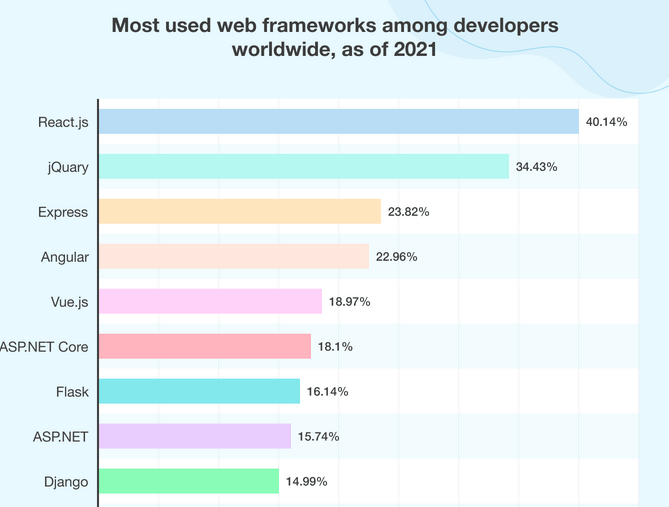 Most used web frameworks among developers
worldwide, as of 2021
React.js 40.14%
jQuary 34.43%
Express 23.82%
Angular 22.96%
Vue.js 18.97%
ASP.NET Core 18.1%
Flask 16.14%
ASP.NET 15.74%
Django 14.99%